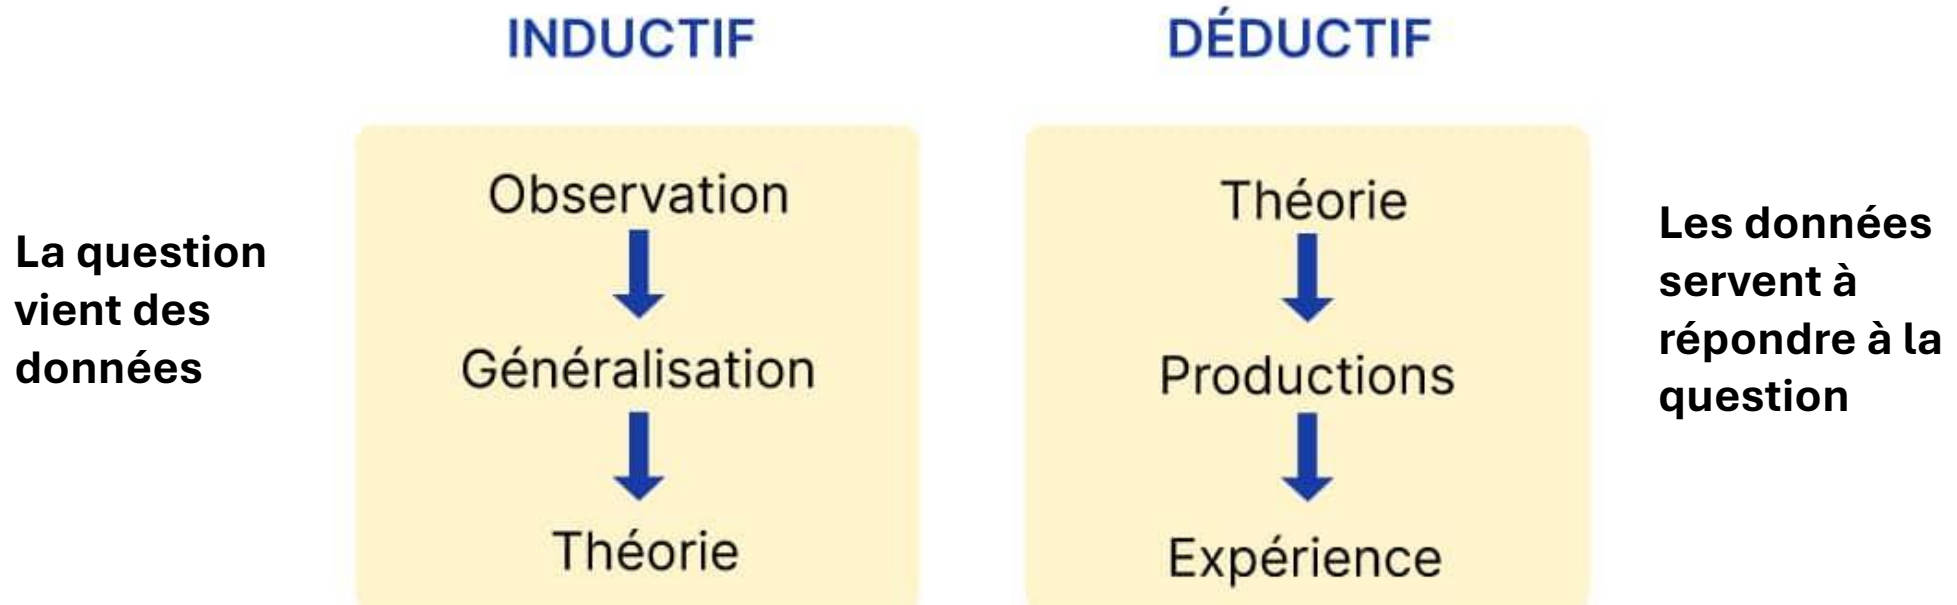 INDUCTIF
DÉDUCTIF
La question
vient des
données
Observation
Généralisation
Théorie
Théorie
Productions
Expérience
Les données
servent à
répondre à la
question